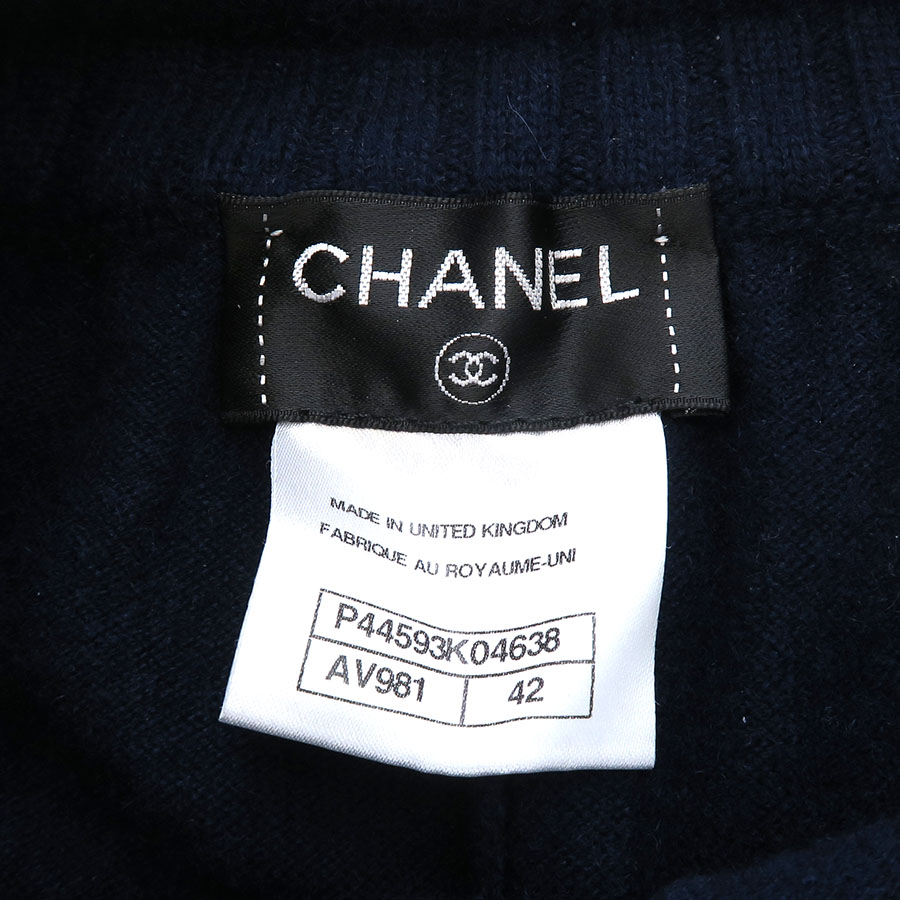 CHANEL
MADE IN UNITED KINGDOM
FABRIQUE AU ROYAUME-UNI
P44593K04638
AV981 42